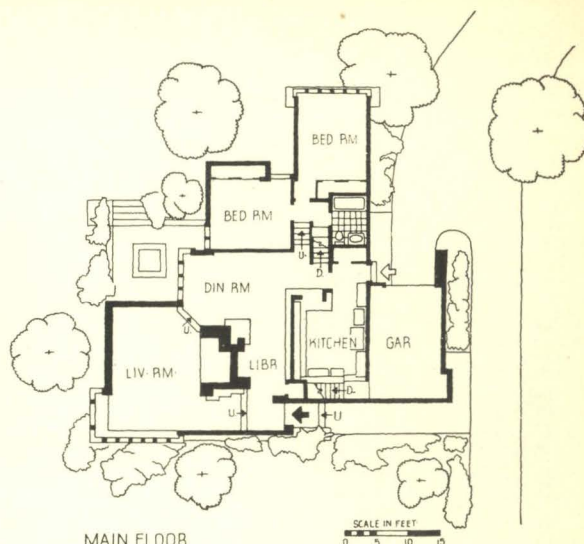 BED RM
BED RM
U
D
DIN RM
U
KITCHEN
GAR
LIV-RM
LIBR
D
U
U
MAIN FLOOR
SCALE IN FEET
0 5 10 15